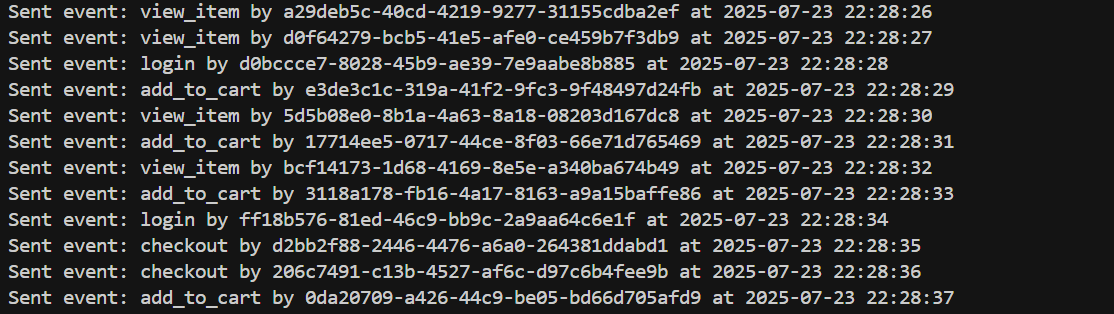 Sent event: view_item by a29deb5c-40cd-4219-9277-31155cdba2ef at 2025-07-23 22:28:26
Sent event: view_item by d0f64279-bcb5-41e5-afe0-ce459b7f3db9 at 2025-07-23 22:28:27
Sent event: login by d0bccce7-8028-45b9-ae39-7e9aabe8b885 at 2025-07-23 22:28:28
Sent event: add_to_cart by e3de3c1c-319a-41f2-9fc3-9f48497d24fb at 2025-07-23 22:28:29
Sent event: view_item by 5d5b08e0-8b1a-4a63-8a18-08203d167dc8 at 2025-07-23 22:28:30
Sent event: add_to_cart by 17714ee5-0717-44ce-8f03-66e71d765469 at 2025-07-23 22:28:31
Sent event: view_item by bcf14173-1d68-4169-8e5e-a340ba674b49 at 2025-07-23 22:28:32
Sent event: add_to_cart by 3118a178-fb16-4a17-8163-a9a15baffe86 at 2025-07-23 22:28:33
Sent event: login by ff18b576-81ed-46c9-bb9c-2a9aa64c6e1f at 2025-07-23 22:28:34
Sent event: checkout by d2bb2f88-2446-4476-a6a0-264381ddabd1 at 2025-07-23 22:28:35
Sent event: checkout by 206c7491-c13b-4527-af6c-d97c6b4fee9b at 2025-07-23 22:28:36
Sent event: add_to_cart by 0da20709-a426-44c9-be05-bd66d705afd9 at 2025-07-23 22:28:37